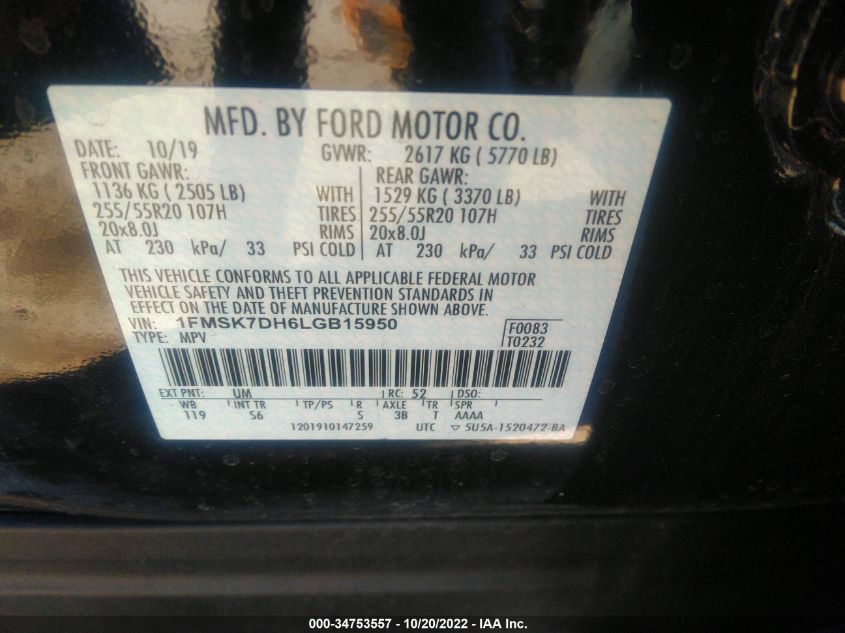 MFD. BY FORD MOTOR CO.
DATE: 10/19 GVWR: 2617 KG ( 5770 LB)
FRONT GAWR: REAR GAWR:
1136 KG ( 2505 LB) WITH 1529 KG ( 3370 LB) WITH
255/55R20 107H TIRES 255/55R20 107H TIRES
20x8.0J RIMS 20x8.0J RIMS
AT 230 kPa/ 33 PSI COLD AT 230 kPa/ 33 PSI COLD
THIS VEHICLE CONFORMS TO ALL APPLICABLE FEDERAL MOTOR
VEHICLE SAFETY AND THEFT PREVENTION STANDARDS IN
EFFECT ON THE DATE OF MANUFACTURE SHOWN ABOVE.
VIN: 1FMSK7DH6LGB15950 F0083
TYPE: MPV T0232
EXT PNT: UM RC: 52 DSO:
WB INT TR TP/PS R AXLE TR SPR
119 S6 S 3B T AAAA
1201910147259 UTC ▽ 5U5A-1520472-BA
000-34753557 - 10/20/2022 - IAA Inc.